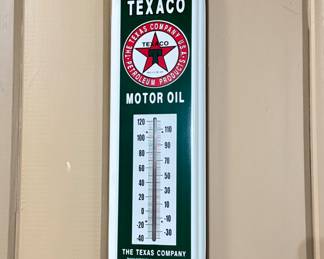 TEXACO
THE TEXAS COMPANY U.S.A.
TEXACO
T
PETROLEUM PRODUCTS
MOTOR OIL
120
110
100
90
80
70
60
50
40
30
20
10
0
-10
-20
-30
-40
THE TEXAS COMPANY